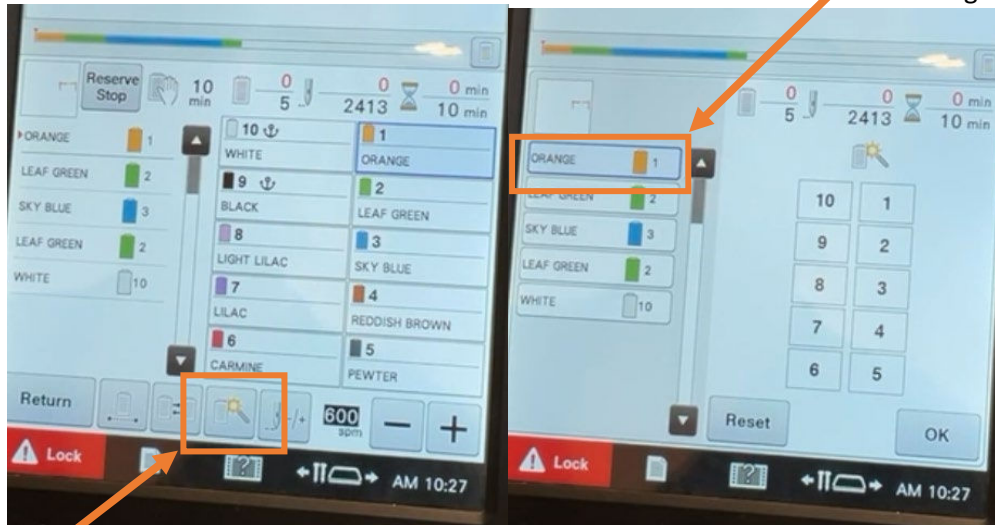 g
Reserve
Stop
10
min
0
5
0
2413
0 min
10 min
ORANGE 1
LEAF GREEN 2
SKY BLUE 3
LEAF GREEN 2
WHITE 10
10
WHITE
1
ORANGE
9
BLACK
2
LEAF GREEN
8
LIGHT LILAC
3
SKY BLUE
7
LILAC
4
REDDISH BROWN
6
CARMINE
5
PEWTER
Return
-/+
600
spm
−
+
Lock
?
AM 10:27
0
5
0
2413
0 min
10 min
ORANGE 1
LEAF GREEN 2
SKY BLUE 3
LEAF GREEN 2
WHITE 10
10 1
9 2
8 3
7 4
6 5
Reset
OK
Lock
?
AM 10:27